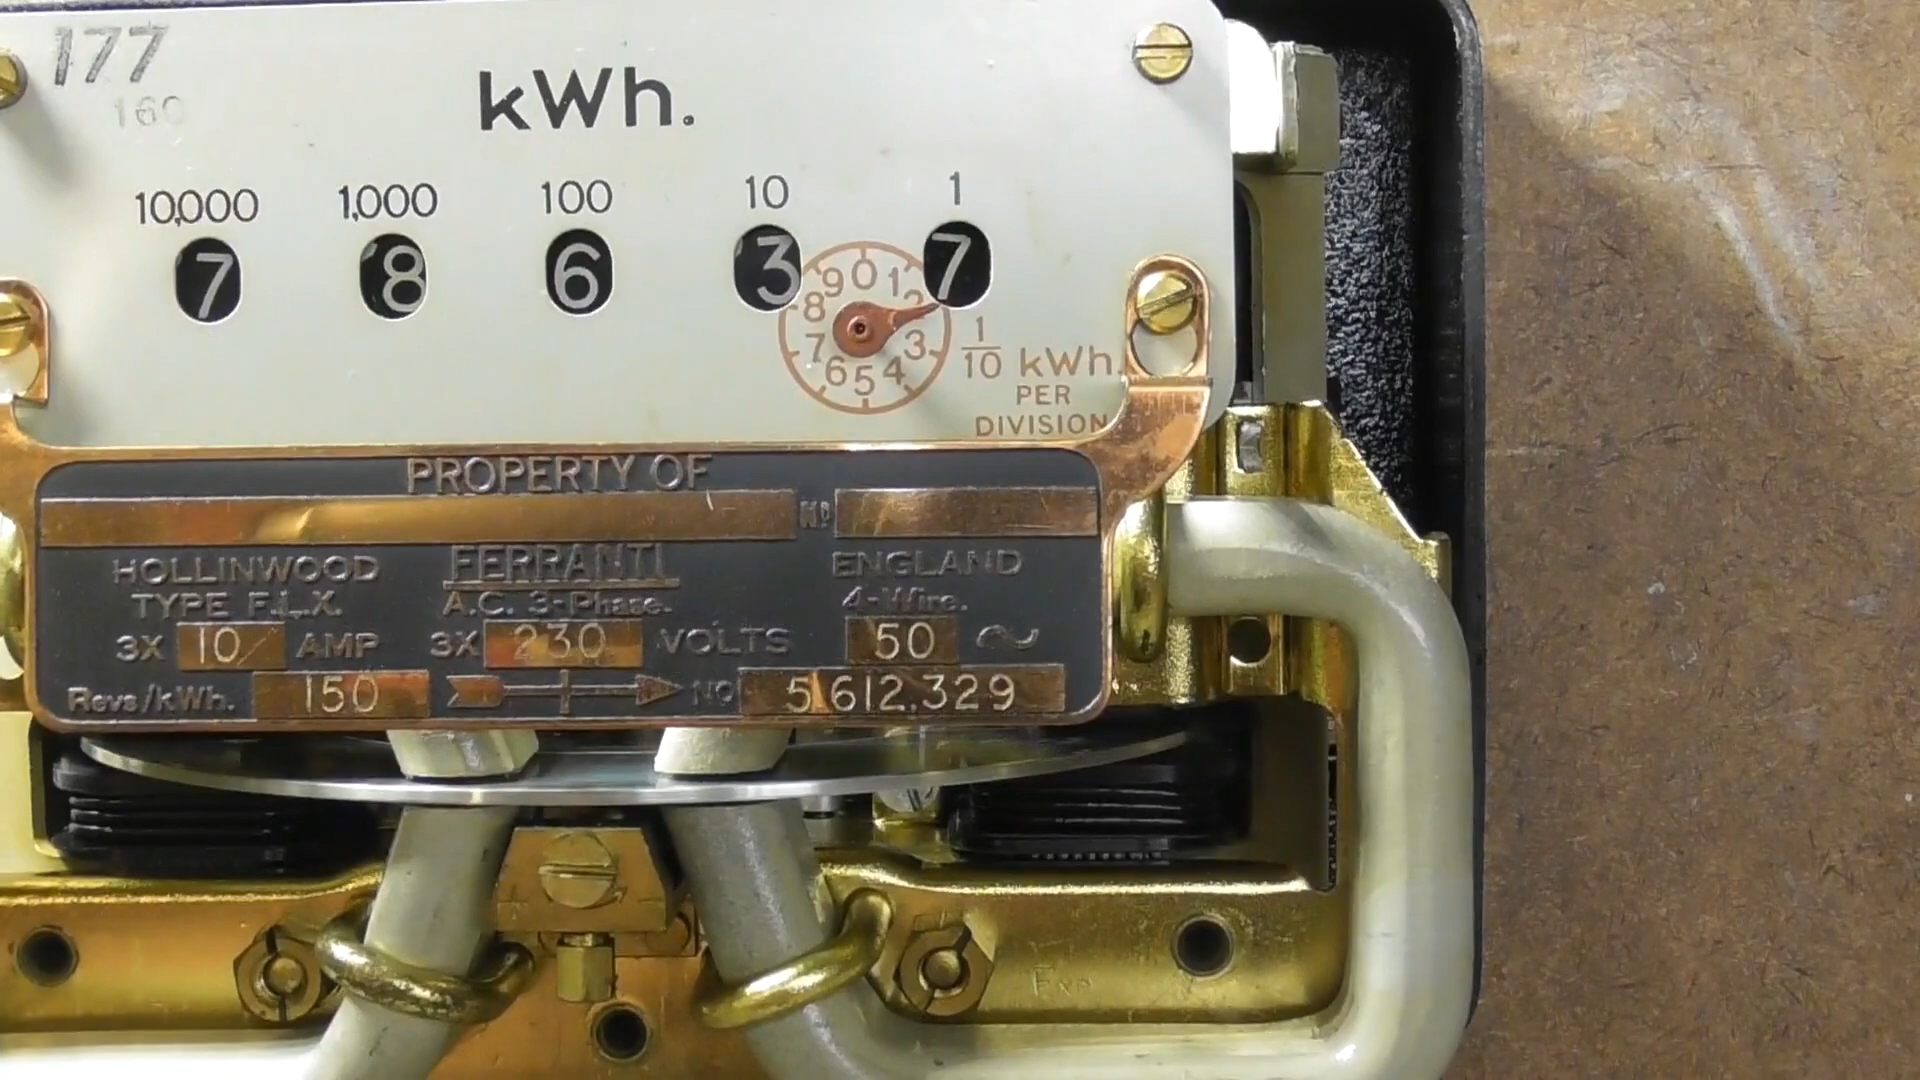 177
160
kWh.
10,000 1,000 100 10 1
7 8 6 3 7
0 1 2 3 4 5 6 7 8 9
1/10 kWh.
PER
DIVISION
PROPERTY OF
No
HOLLINWOOD FERRANTI ENGLAND
TYPE F.L.X. A.C. 3-Phase. 4-Wire.
3X 10 AMP 3X 230 VOLTS 50 ~
Revs/kWh. 150 No 5,612,329